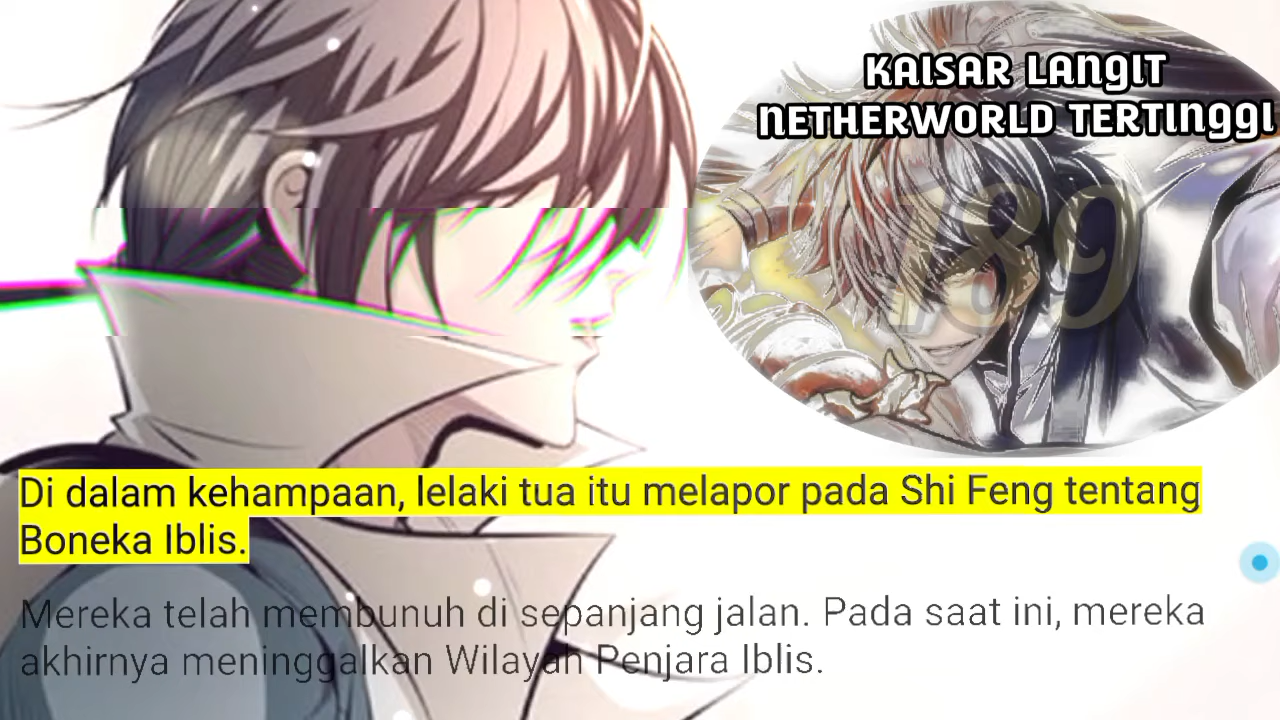 KAISAR LANGIT
NETHERWORLD TERTINGGI
189
Di dalam kehampaan, lelaki tua itu melapor pada Shi Feng tentang
Boneka Iblis.
Mereka telah membunuh di sepanjang jalan. Pada saat ini, mereka
akhirnya meninggalkan Wilayah Penjara Iblis.